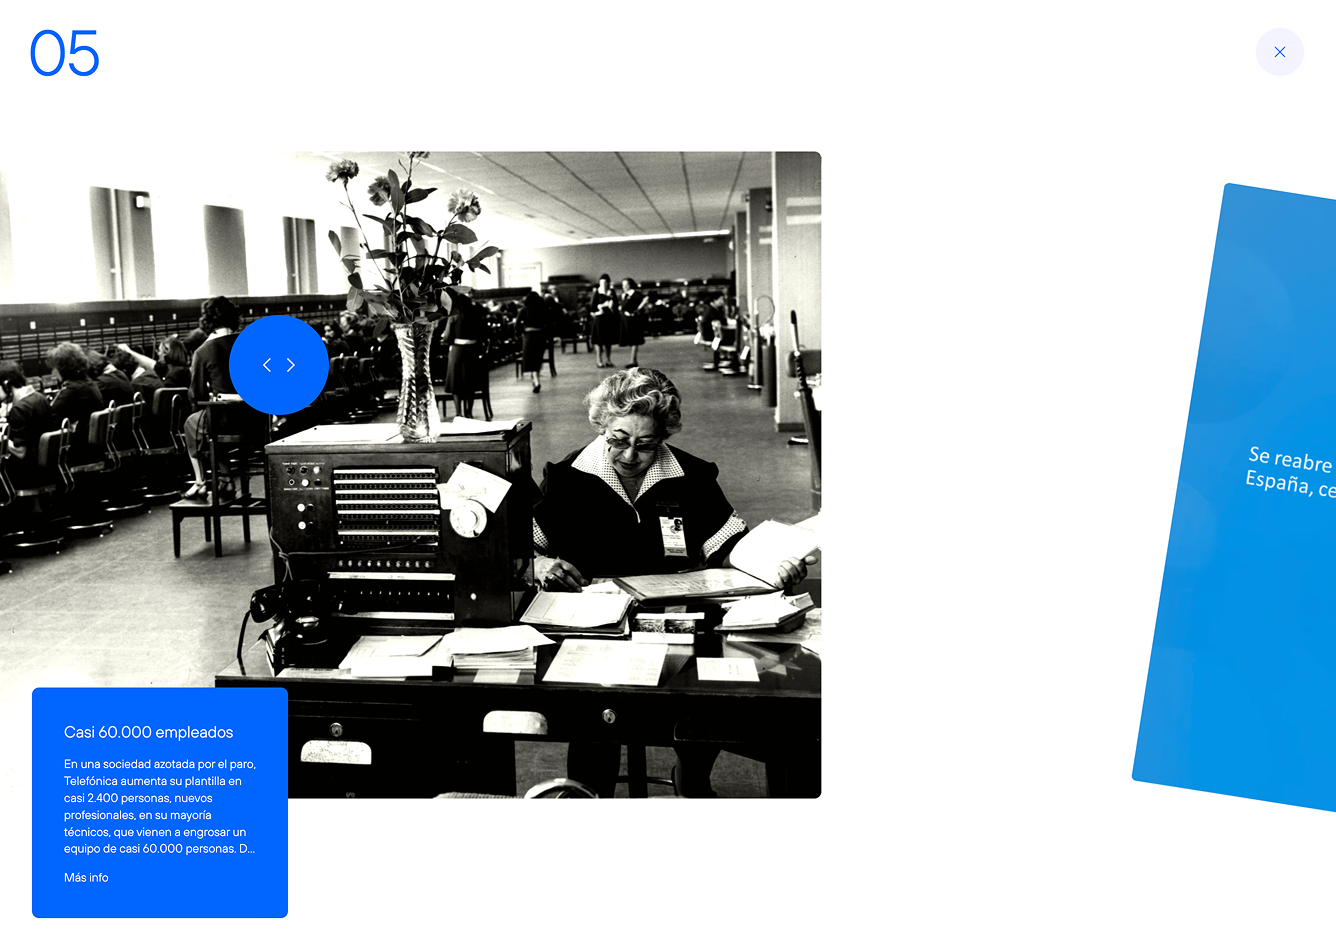 05
Casi 60.000 empleados
En una sociedad azotada por el paro,
Telefónica aumenta su plantilla en
casi 2.400 personas, nuevos
profesionales, en su mayoría
técnicos, que vienen a engrosar un
equipo de casi 60.000 personas. D...
Más info
Se reabre
España, ce